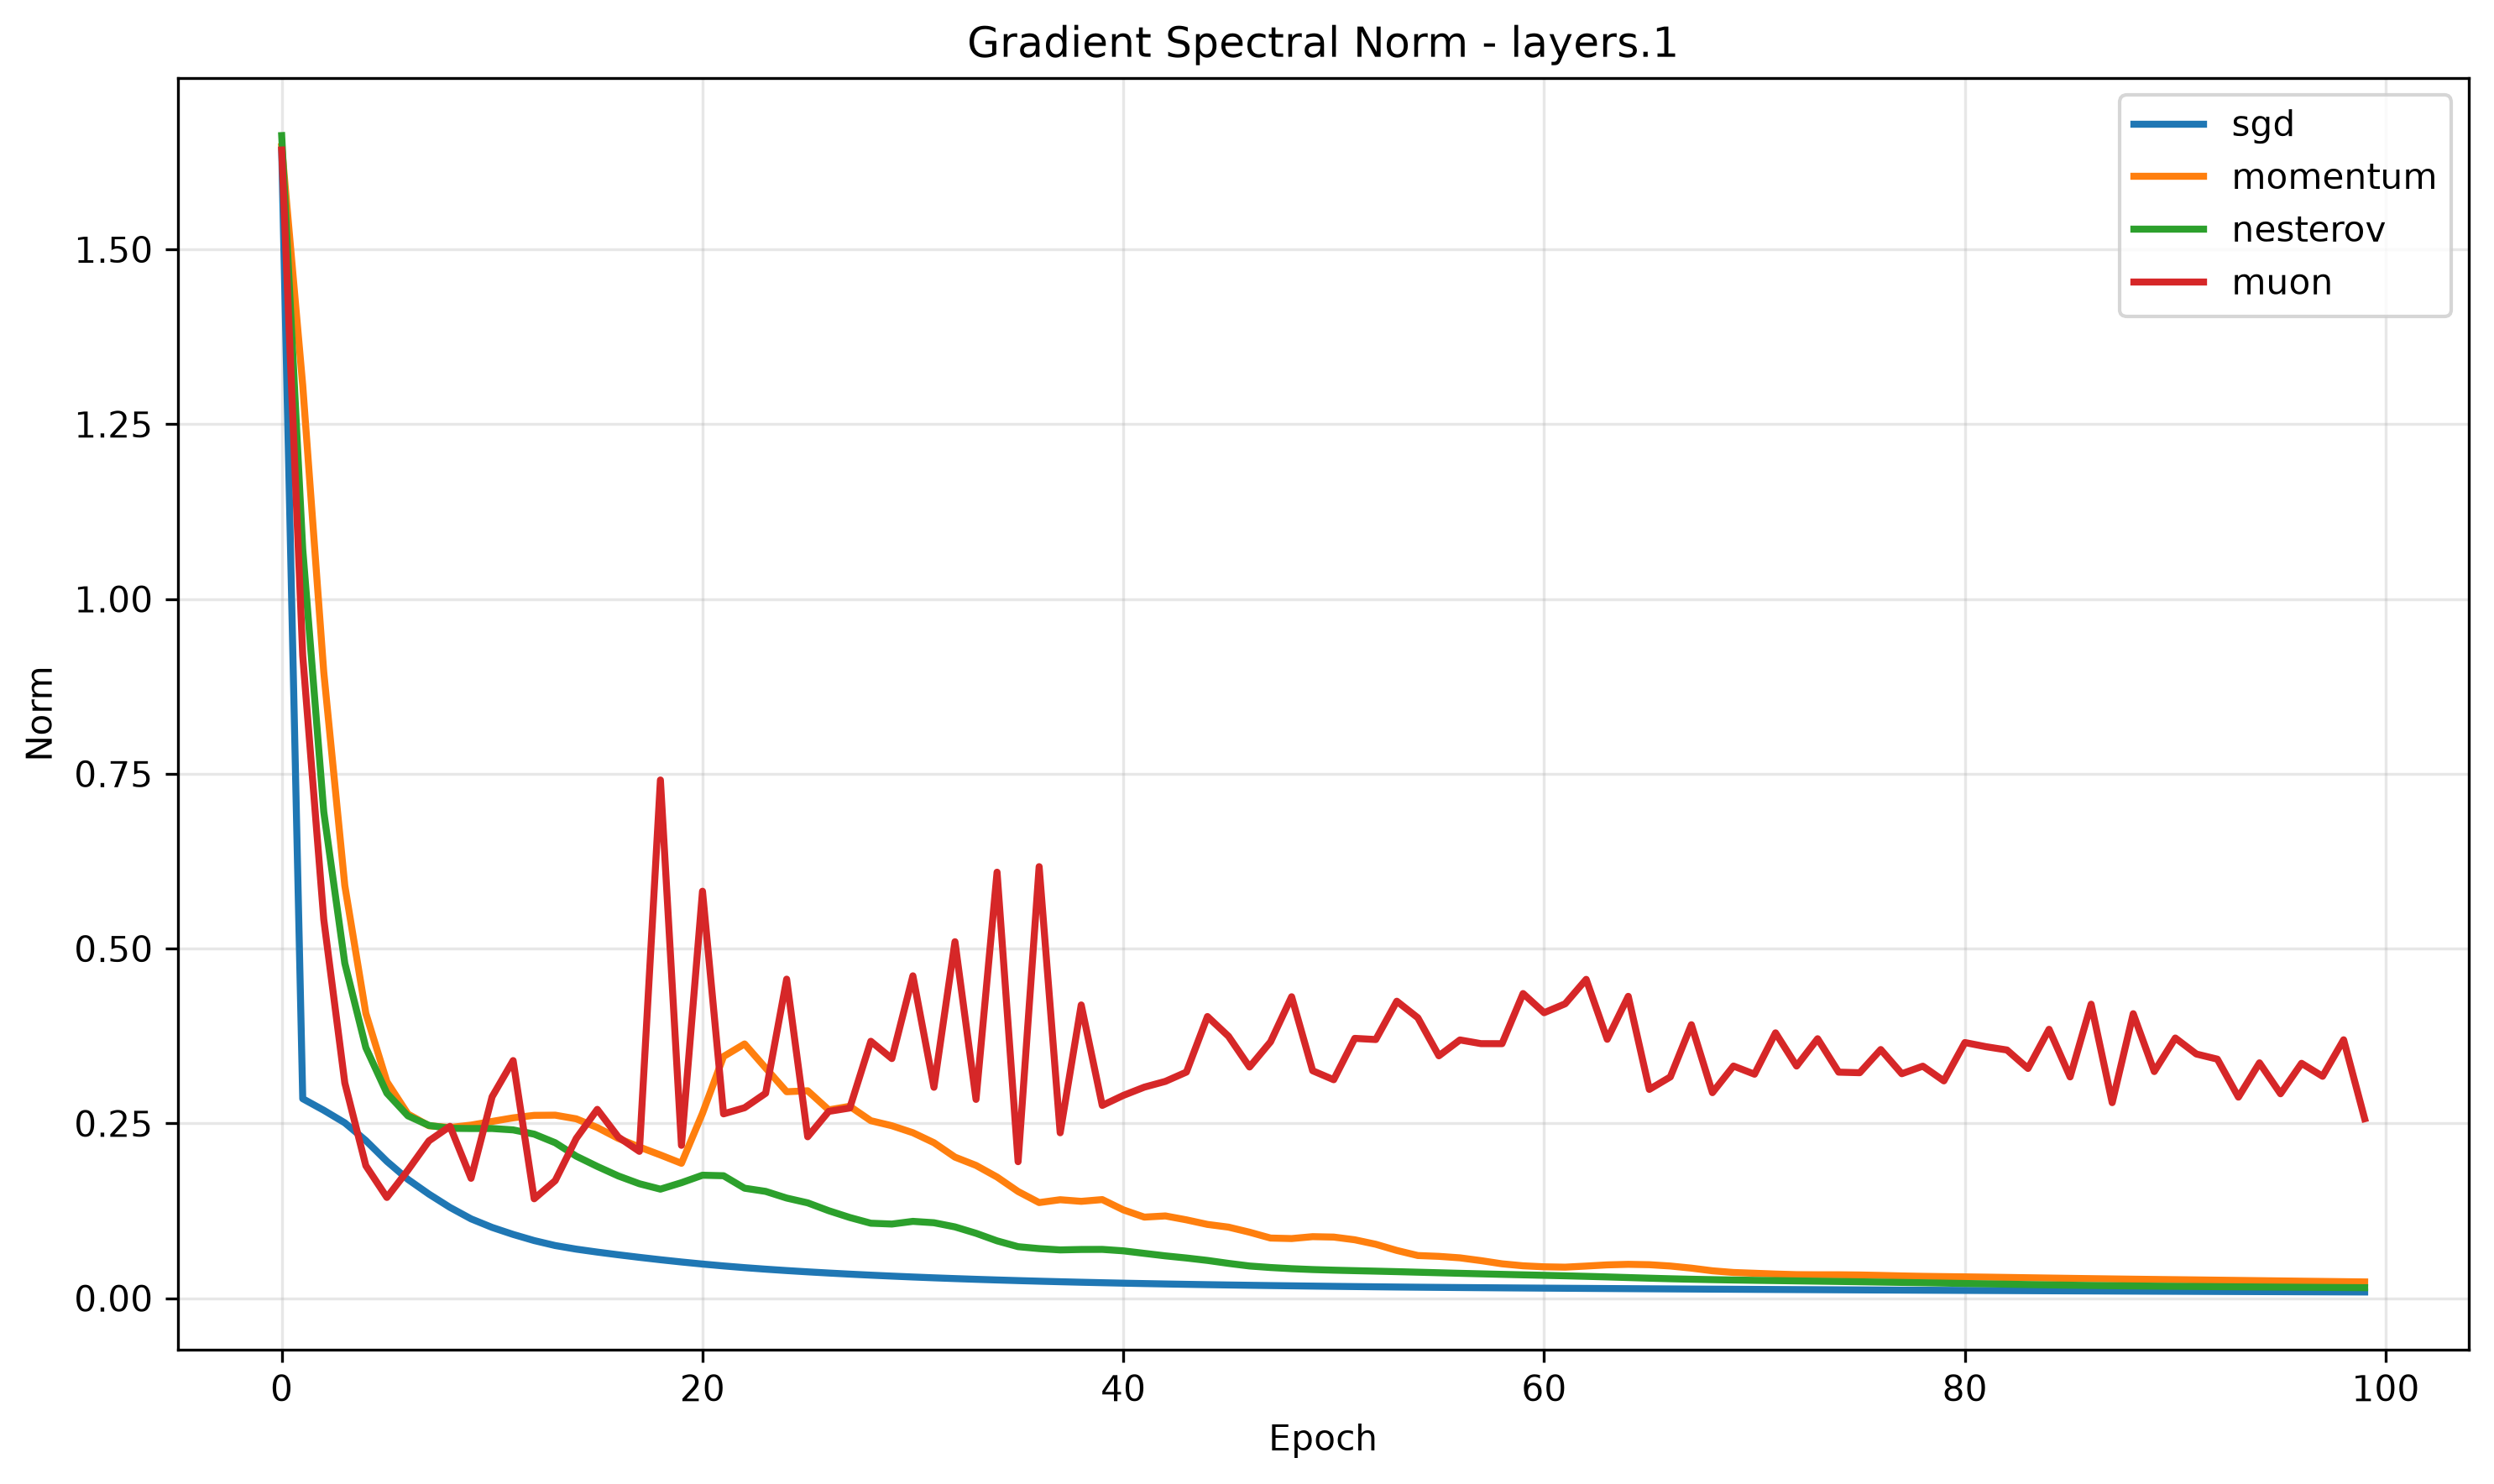 Gradient Spectral Norm - layers.1
sgd
momentum
nesterov
muon
Norm
1.50
1.25
1.00
0.75
0.50
0.25
0.00
0 20 40 60 80 100
Epoch